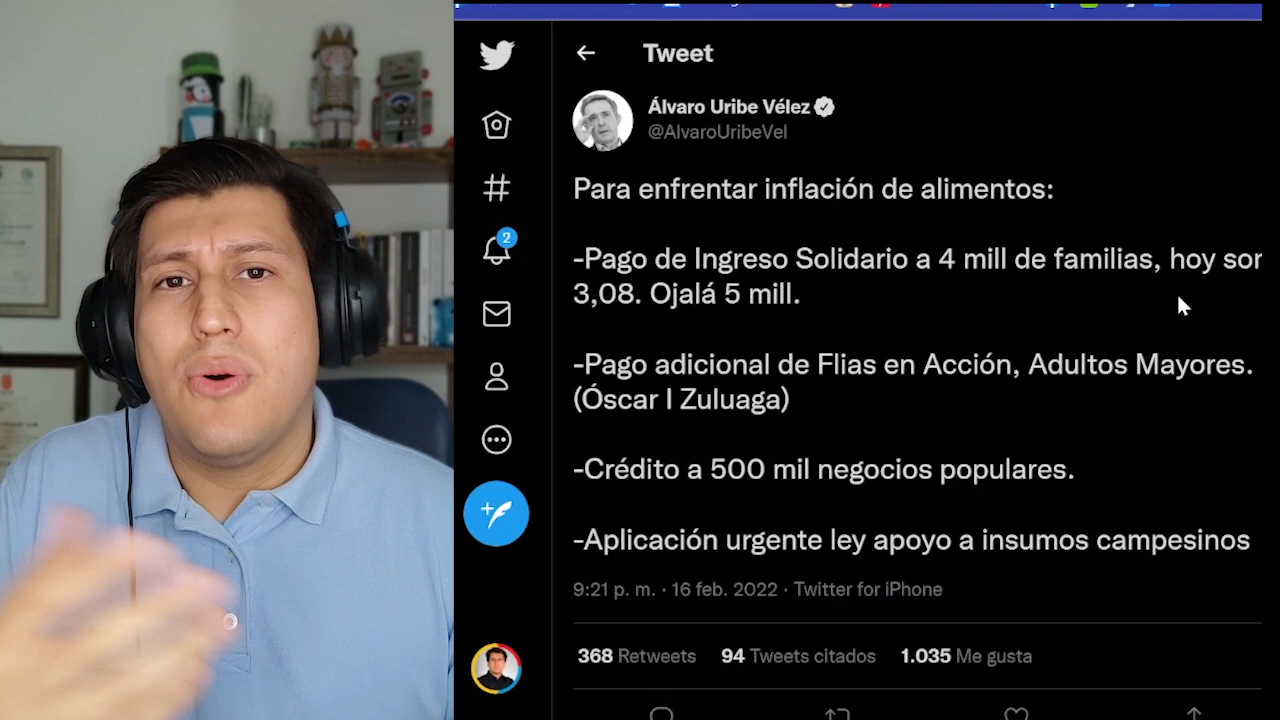 Tweet
Álvaro Uribe Vélez
@AlvaroUribeVel
Para enfrentar inflación de alimentos:
-Pago de Ingreso Solidario a 4 mill de familias, hoy son
3,08. Ojalá 5 mill.
-Pago adicional de Flias en Acción, Adultos Mayores.
(Óscar I Zuluaga)
-Crédito a 500 mil negocios populares.
-Aplicación urgente ley apoyo a insumos campesinos
9:21 p. m. · 16 feb. 2022 · Twitter for iPhone
368 Retweets 94 Tweets citados 1.035 Me gusta
2